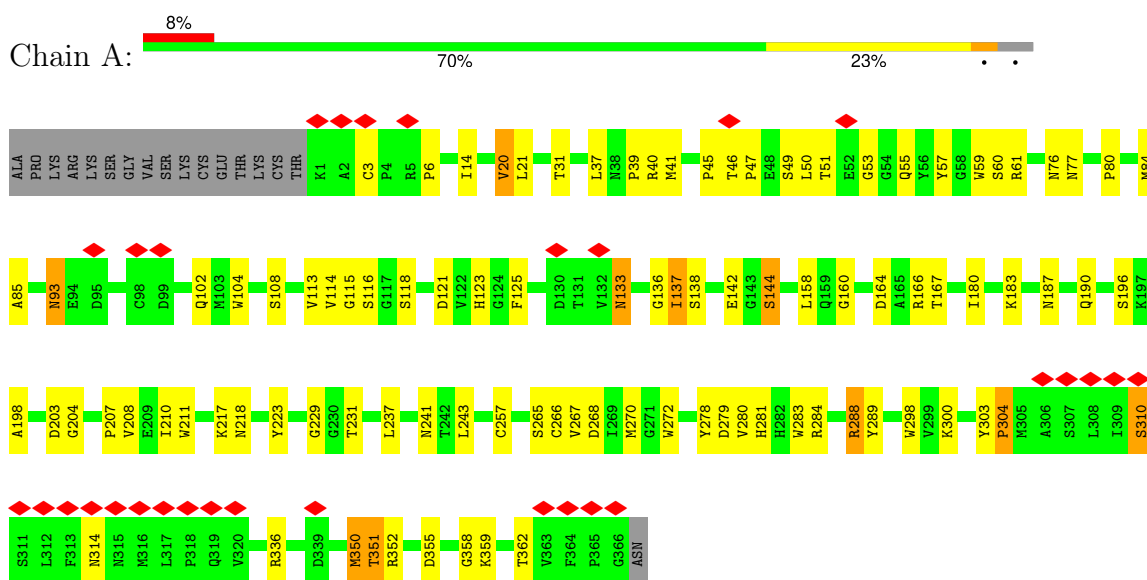 8%
Chain A:
70% 23% • •
ALA PRO LYS ARG LYS SER GLY VAL SER LYS CYS GLU THR LYS CYS THR K1 A2 C3 P4 R5 P6 I14 V20 L21 T31 L37 N38 P39 R40 M41 P45 T46 P47 E48 S49 L50 T51 E52 G53 G54 Q55 Y56 Y57 G58 W59 S60 R61 N76 N77 P80 M84
A85 N93 E94 D95 C98 D99 Q102 M103 W104 S108 V113 V114 G115 S116 G117 S118 D121 V122 H123 G124 F125 D130 T131 V132 N133 G136 I137 S138 E142 G143 S144 L158 Q159 G160 D164 A165 R166 T167 I180 K183 N187 Q190 S196 K197
A198 D203 G204 P207 V208 E209 I210 W211 K217 N218 Y223 G229 G230 T231 L237 N241 T242 L243 C257 S265 C266 V267 D268 I269 M270 G271 W272 Y278 D279 V280 H281 H282 W283 R284 R288 Y289 W298 V299 K300 Y303 P304 M305 A306 S307 L308 I309 S310
S311 L312 F313 N314 N315 M316 L317 P318 Q319 V320 R336 D339 M350 T351 R352 D355 G358 K359 T362 V363 F364 P365 G366 ASN